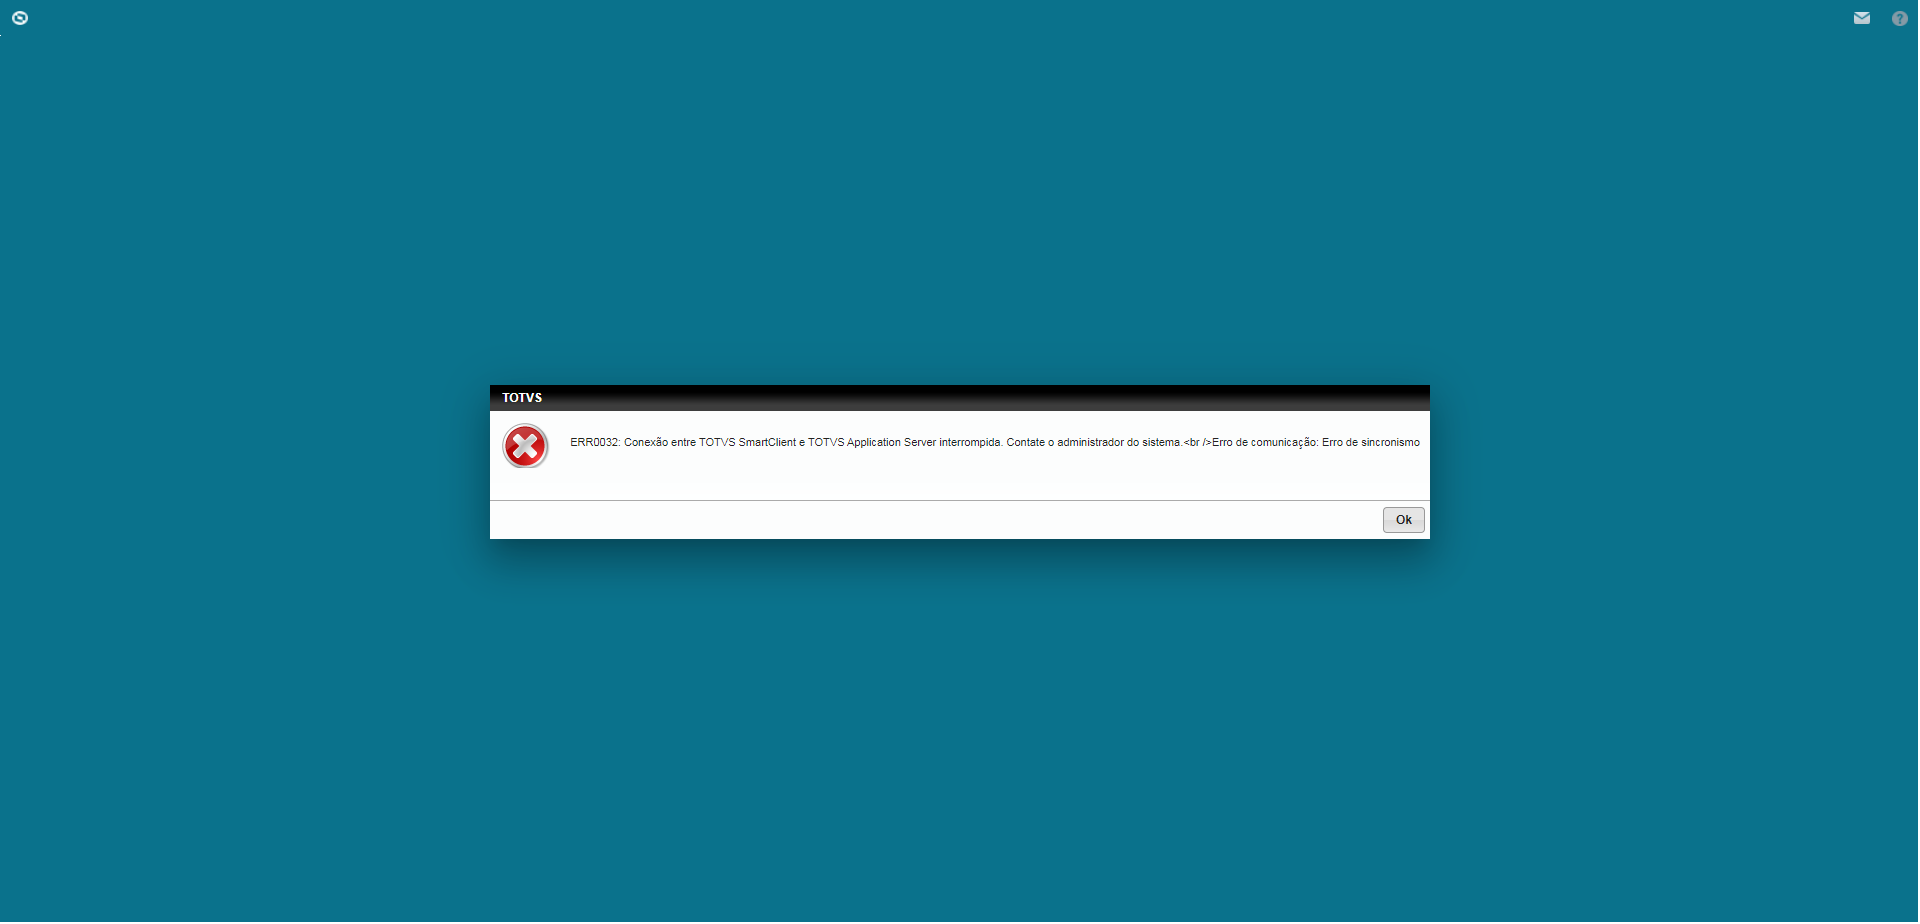 TOTVS
ERR0032: Conexão entre TOTVS SmartClient e TOTVS Application Server interrompida. Contate o administrador do sistema.<br />Erro de comunicação: Erro de sincronismo
Ok